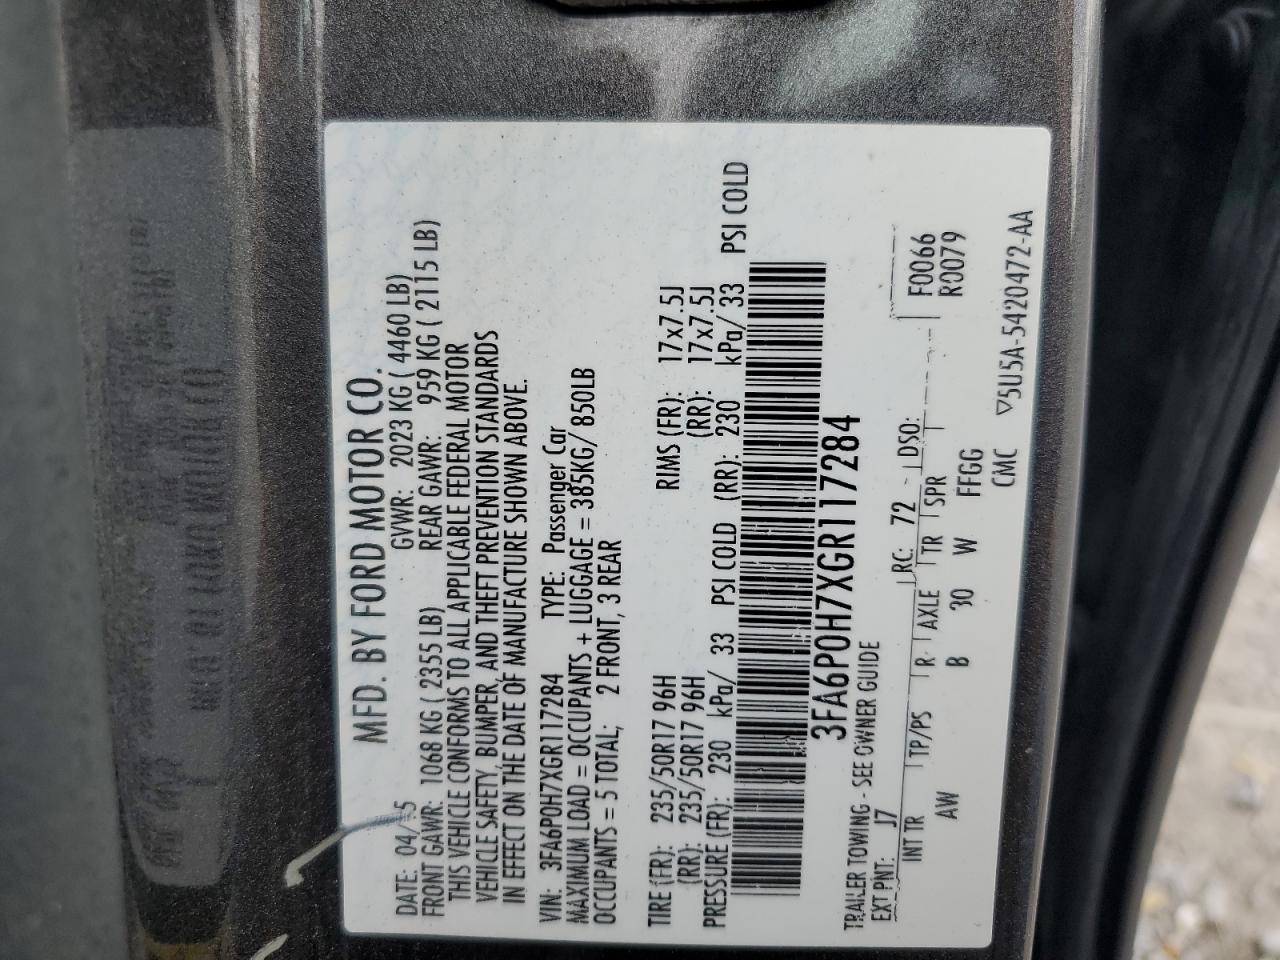 MFD. BY FORD MOTOR CO.
DATE: 04/15 GVWR: 2023 KG ( 4460 LB)
FRONT GAWR: 1068 KG ( 2355 LB) REAR GAWR: 959 KG ( 2115 LB)
THIS VEHICLE CONFORMS TO ALL APPLICABLE FEDERAL MOTOR
VEHICLE SAFETY, BUMPER, AND THEFT PREVENTION STANDARDS
IN EFFECT ON THE DATE OF MANUFACTURE SHOWN ABOVE.
VIN: 3FA6P0H7XGR117284 TYPE: Passenger Car
MAXIMUM LOAD = OCCUPANTS + LUGGAGE = 385KG/ 850LB
OCCUPANTS = 5 TOTAL; 2 FRONT, 3 REAR
TIRE (FR): 235/50R17 96H RIMS (FR): 17x7.5J
(RR): 235/50R17 96H (RR): 17x7.5J
PRESSURE (FR): 230 kPa/ 33 PSI COLD (RR): 230 kPa/ 33 PSI COLD
3FA6P0H7XGR117284
TRAILER TOWING - SEE OWNER GUIDE
EXT PNT: J7 RC: 72 DSO:
INT TR TP/PS R AXLE TR SPR F0066
AW B 30 W FFGG R0079
CMC ▽5U5A-5420472-AA